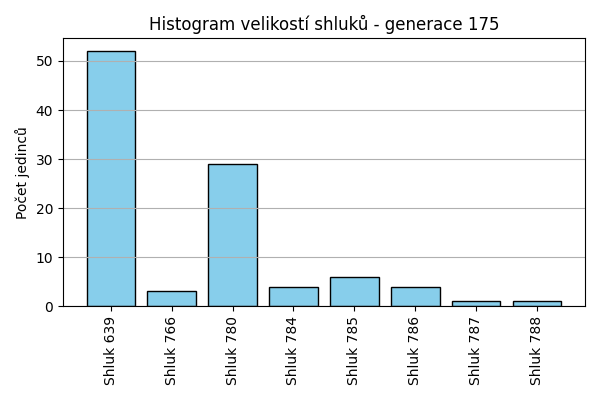 Histogram velikostí shluků - generace 175
Počet jedinců
50
40
30
20
10
0
Shluk 639
Shluk 766
Shluk 780
Shluk 784
Shluk 785
Shluk 786
Shluk 787
Shluk 788